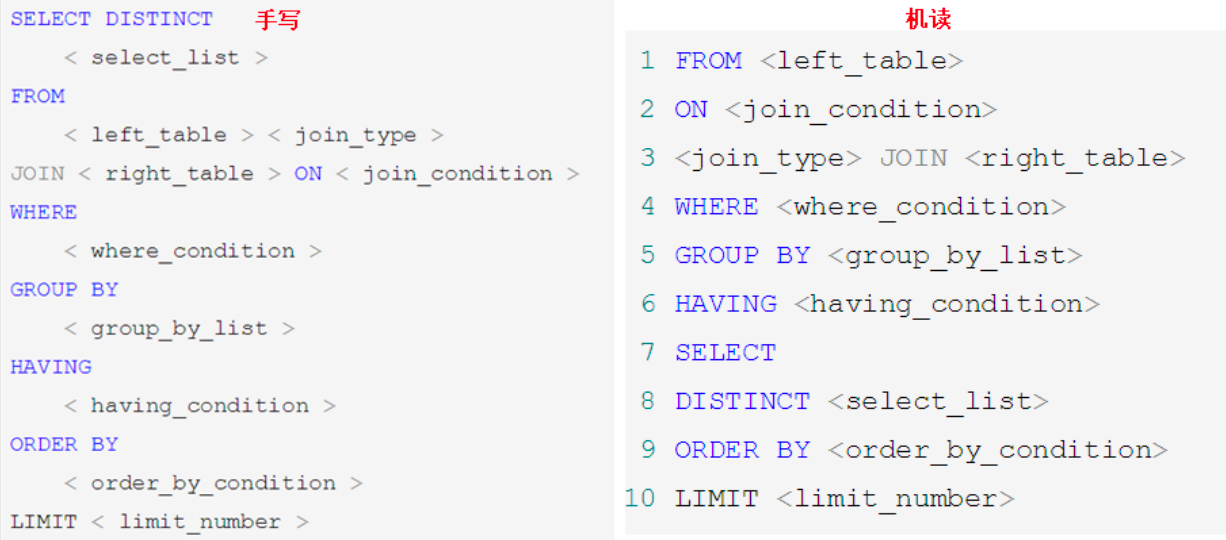 SELECT DISTINCT 手写
< select_list >
FROM
< left_table > < join_type >
JOIN < right_table > ON < join_condition >
WHERE
< where_condition >
GROUP BY
< group_by_list >
HAVING
< having_condition >
ORDER BY
< order_by_condition >
LIMIT < limit_number >
机读
1 FROM <left_table>
2 ON <join_condition>
3 <join_type> JOIN <right_table>
4 WHERE <where_condition>
5 GROUP BY <group_by_list>
6 HAVING <having_condition>
7 SELECT
8 DISTINCT <select_list>
9 ORDER BY <order_by_condition>
10 LIMIT <limit_number>